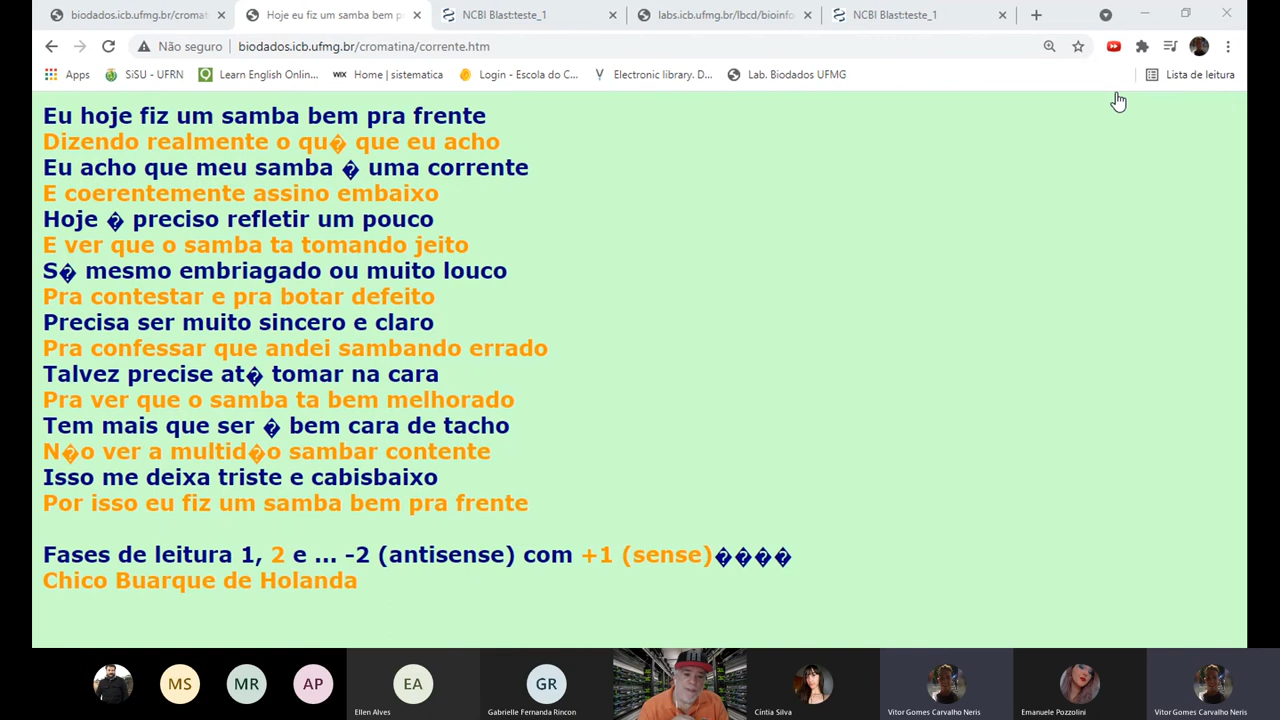 biodados.icb.ufmg.br/cromat
Hoje eu fiz um samba bem pr
NCBI Blast:teste_1
labs.icb.ufmg.br/lbcd/bioinfo
NCBI Blast:teste_1
Não seguro
biodados.icb.ufmg.br/cromatina/corrente.htm
Apps
SiSU - UFRN
Learn English Onlin...
WIX Home | sistematica
Login - Escola do C...
Electronic library. D...
Lab. Biodados UFMG
Lista de leitura
Eu hoje fiz um samba bem pra frente
Dizendo realmente o qu� que eu acho
Eu acho que meu samba � uma corrente
E coerentemente assino embaixo
Hoje � preciso refletir um pouco
E ver que o samba ta tomando jeito
S� mesmo embriagado ou muito louco
Pra contestar e pra botar defeito
Precisa ser muito sincero e claro
Pra confessar que andei sambando errado
Talvez precise at� tomar na cara
Pra ver que o samba ta bem melhorado
Tem mais que ser � bem cara de tacho
N�o ver a multid�o sambar contente
Isso me deixa triste e cabisbaixo
Por isso eu fiz um samba bem pra frente
Fases de leitura 1, 2 e ... -2 (antisense) com +1 (sense)����
Chico Buarque de Holanda
MS
MR
AP
EA
Ellen Alves
GR
Gabrielle Fernanda Rincon
Cíntia Silva
Vitor Gomes Carvalho Neris
Emanuele Pozzolini
Vitor Gomes Carvalho Neris